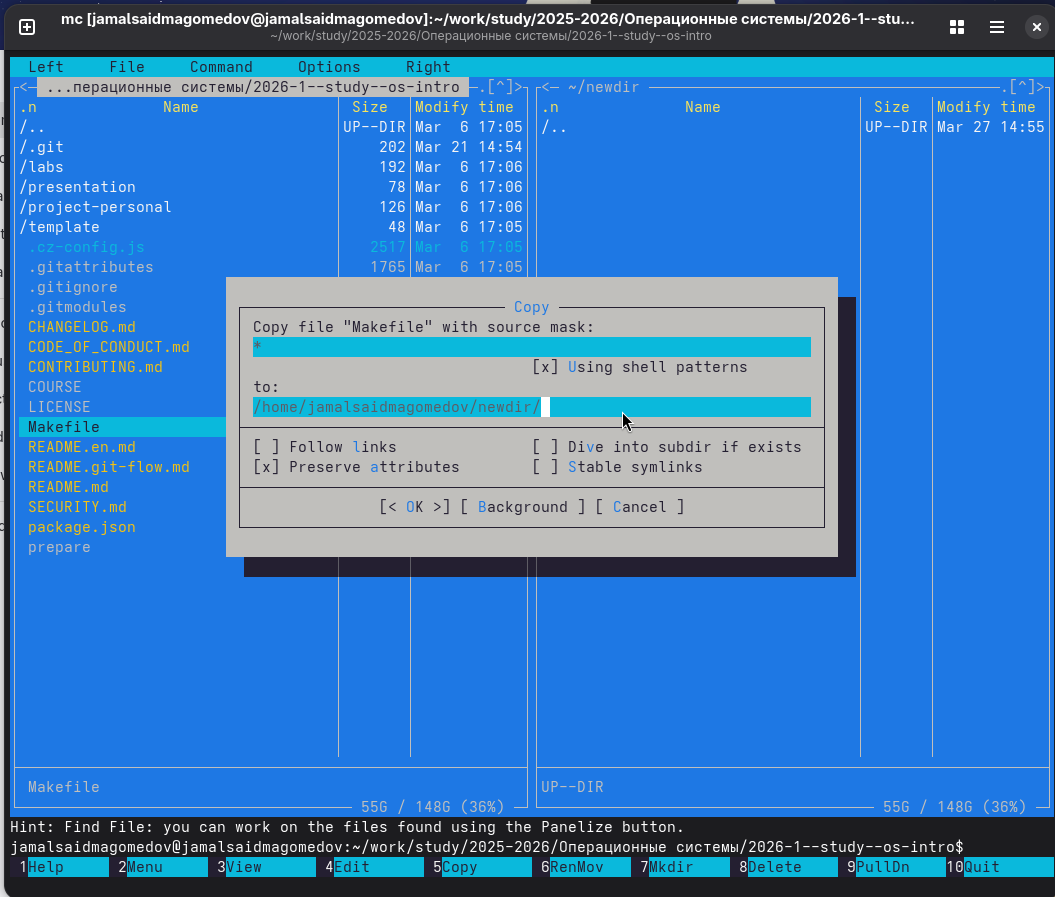 mc [jamalsaidmagomedov@jamalsaidmagomedov]:~/work/study/2025-2026/Операционные системы/2026-1--stu...
~/work/study/2025-2026/Операционные системы/2026-1--study--os-intro
Left File Command Options Right
<— ...перационные системы/2026-1--study--os-intro —.[^]> <— ~/newdir —.[^]>
.n Name Size Modify time .n Name Size Modify time
/.. UP--DIR Mar 6 17:05 /.. UP--DIR Mar 27 14:55
/.git 202 Mar 21 14:54
/labs 192 Mar 6 17:06
/presentation 78 Mar 6 17:06
/project-personal 126 Mar 6 17:06
/template 48 Mar 6 17:05
.cz-config.js 2517 Mar 6 17:05
.gitattributes 1765 Mar 6 17:05
.gitignore
.gitmodules Copy
CHANGELOG.md Copy file "Makefile" with source mask:
CODE_OF_CONDUCT.md *
CONTRIBUTING.md [x] Using shell patterns
COURSE to:
LICENSE /home/jamalsaidmagomedov/newdir/
Makefile
README.en.md [ ] Follow links [ ] Dive into subdir if exists
README.git-flow.md [x] Preserve attributes [ ] Stable symlinks
README.md
SECURITY.md [< OK >] [ Background ] [ Cancel ]
package.json
prepare
Makefile UP--DIR
55G / 148G (36%) 55G / 148G (36%)
Hint: Find File: you can work on the files found using the Panelize button.
jamalsaidmagomedov@jamalsaidmagomedov:~/work/study/2025-2026/Операционные системы/2026-1--study--os-intro$
1Help 2Menu 3View 4Edit 5Copy 6RenMov 7Mkdir 8Delete 9PullDn 10Quit